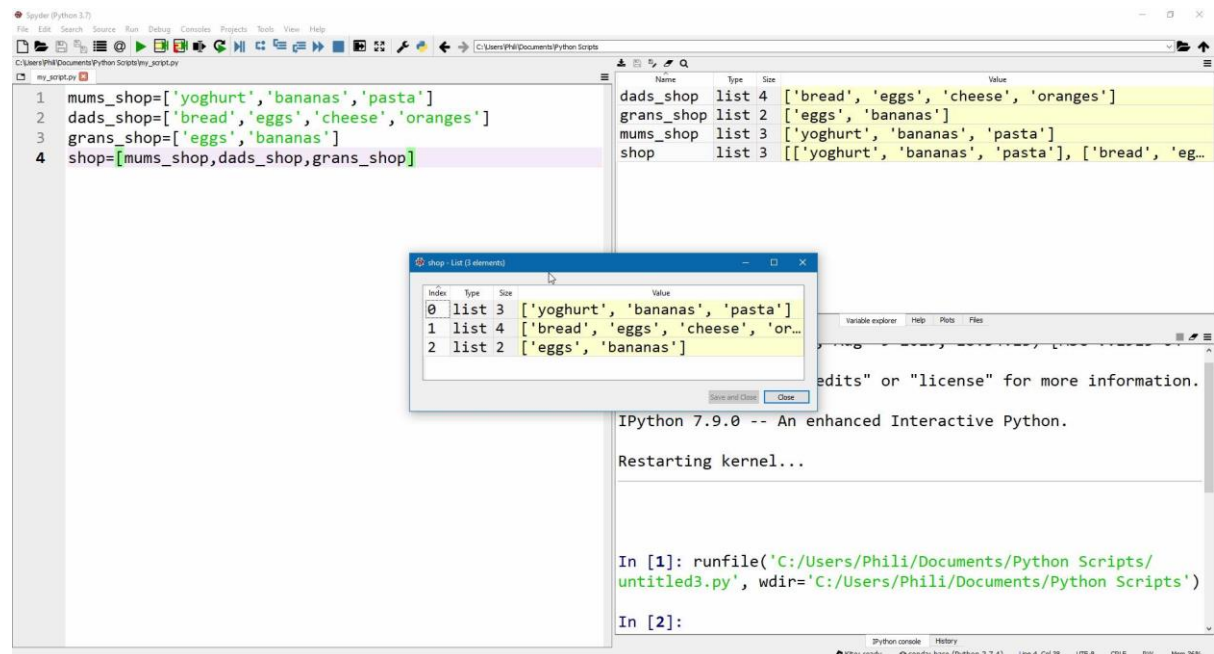 Spyder (Python 3.7)
File Edit Search Source Run Debug Consoles Projects Tools View Help
C:\Users\Phili\Documents\Python Scripts
C:\Users\Phili\Documents\Python Scripts\my_script.py
my_script.py
1 mums_shop=['yoghurt','bananas','pasta']
2 dads_shop=['bread','eggs','cheese','oranges']
3 grans_shop=['eggs','bananas']
4 shop=[mums_shop,dads_shop,grans_shop]
Name Type Size Value
dads_shop list 4 ['bread', 'eggs', 'cheese', 'oranges']
grans_shop list 2 ['eggs', 'bananas']
mums_shop list 3 ['yoghurt', 'bananas', 'pasta']
shop list 3 [['yoghurt', 'bananas', 'pasta'], ['bread', 'eg…
shop - List (3 elements)
Index Type Size Value
0 list 3 ['yoghurt', 'bananas', 'pasta']
1 list 4 ['bread', 'eggs', 'cheese', 'or…
2 list 2 ['eggs', 'bananas']
Save and Close Close
Variable explorer Help Plots Files
edits" or "license" for more information.
IPython 7.9.0 -- An enhanced Interactive Python.
Restarting kernel...
In [1]: runfile('C:/Users/Phili/Documents/Python Scripts/
untitled3.py', wdir='C:/Users/Phili/Documents/Python Scripts')
In [2]:
IPython console History